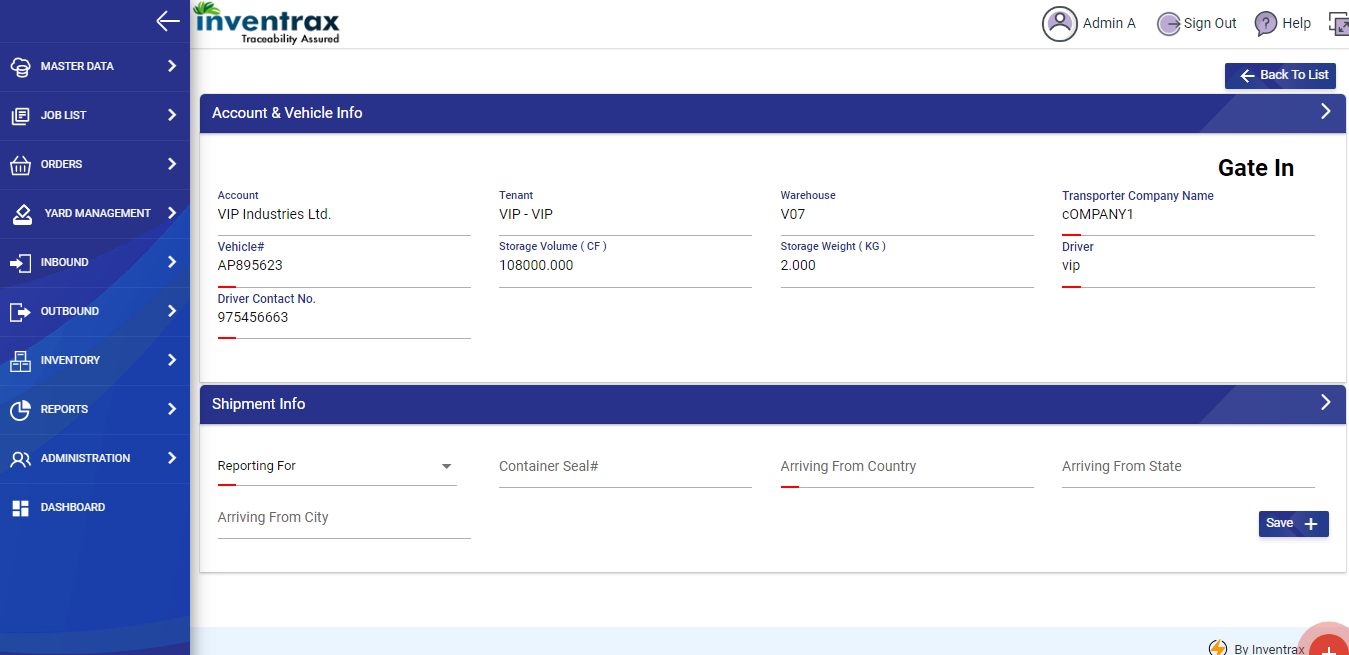 inventrax
Traceability Assured
Admin A
Sign Out
Help
MASTER DATA
JOB LIST
ORDERS
YARD MANAGEMENT
INBOUND
OUTBOUND
INVENTORY
REPORTS
ADMINISTRATION
DASHBOARD
Back To List
Account & Vehicle Info
Gate In
Account
VIP Industries Ltd.
Tenant
VIP - VIP
Warehouse
V07
Transporter Company Name
cOMPANY1
Vehicle#
AP895623
Storage Volume ( CF )
108000.000
Storage Weight ( KG )
2.000
Driver
vip
Driver Contact No.
975456663
Shipment Info
Reporting For
Container Seal#
Arriving From Country
Arriving From State
Arriving From City
Save +
By Inventrax